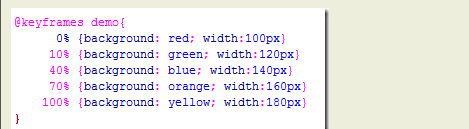 @keyframes demo{
0% {background: red; width:100px}
10% {background: green; width:120px}
40% {background: blue; width:140px}
70% {background: orange; width:160px}
100% {background: yellow; width:180px}
}